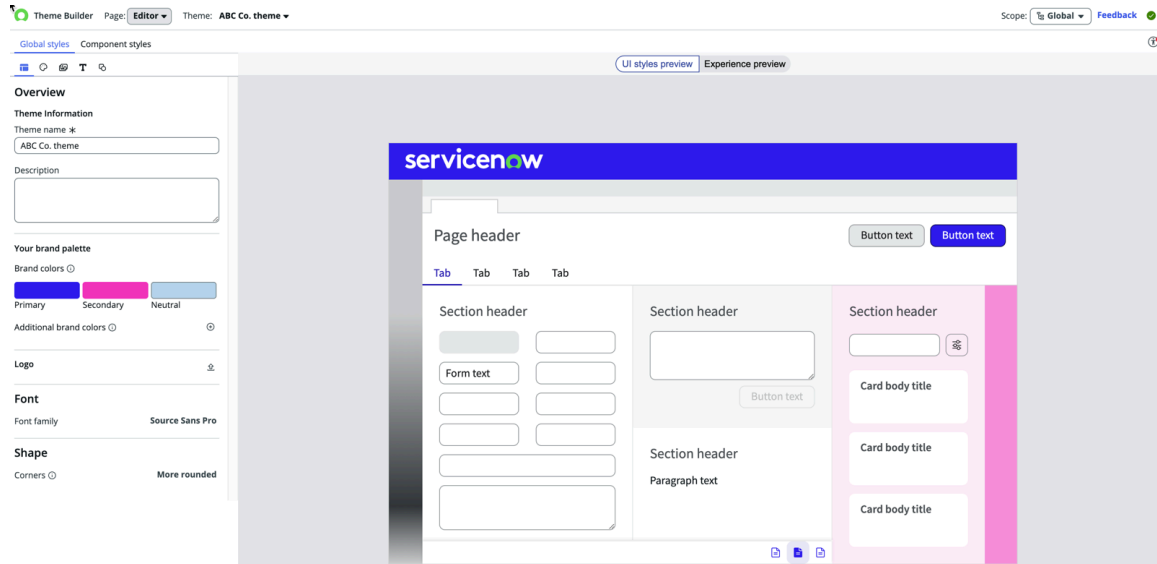 Theme Builder Page: Editor Theme: ABC Co. theme Scope: Global Feedback
Global styles Component styles
UI styles preview Experience preview
Overview
Theme Information
Theme name *
ABC Co. theme
Description
Your brand palette
Brand colors
Primary Secondary Neutral
Additional brand colors
Logo
Font
Font family Source Sans Pro
Shape
Corners More rounded
servicenow
Page header Button text Button text
Tab Tab Tab Tab
Section header
Form text
Section header
Button text
Section header
Paragraph text
Section header
Card body title
Card body title
Card body title